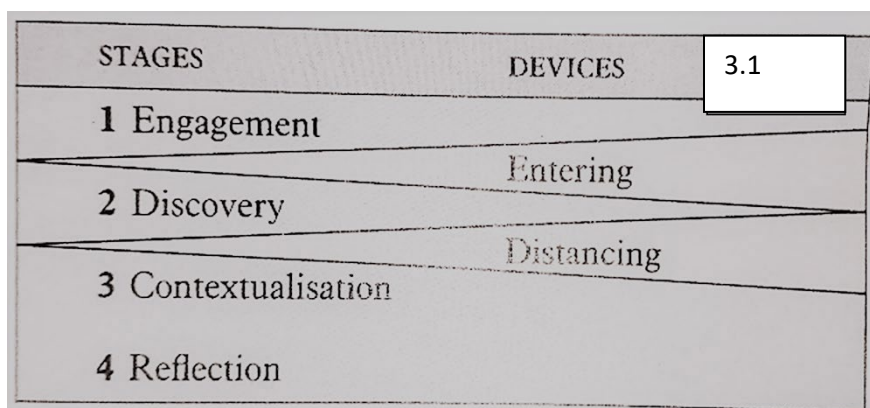 STAGES DEVICES 3.1
1 Engagement
Entering
2 Discovery
Distancing
3 Contextualisation
4 Reflection